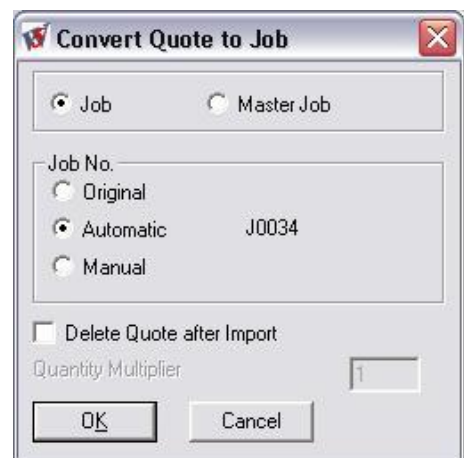 Convert Quote to Job
Job Master Job
Job No.
Original
Automatic J0034
Manual
Delete Quote after Import
Quantity Multiplier 1
OK Cancel